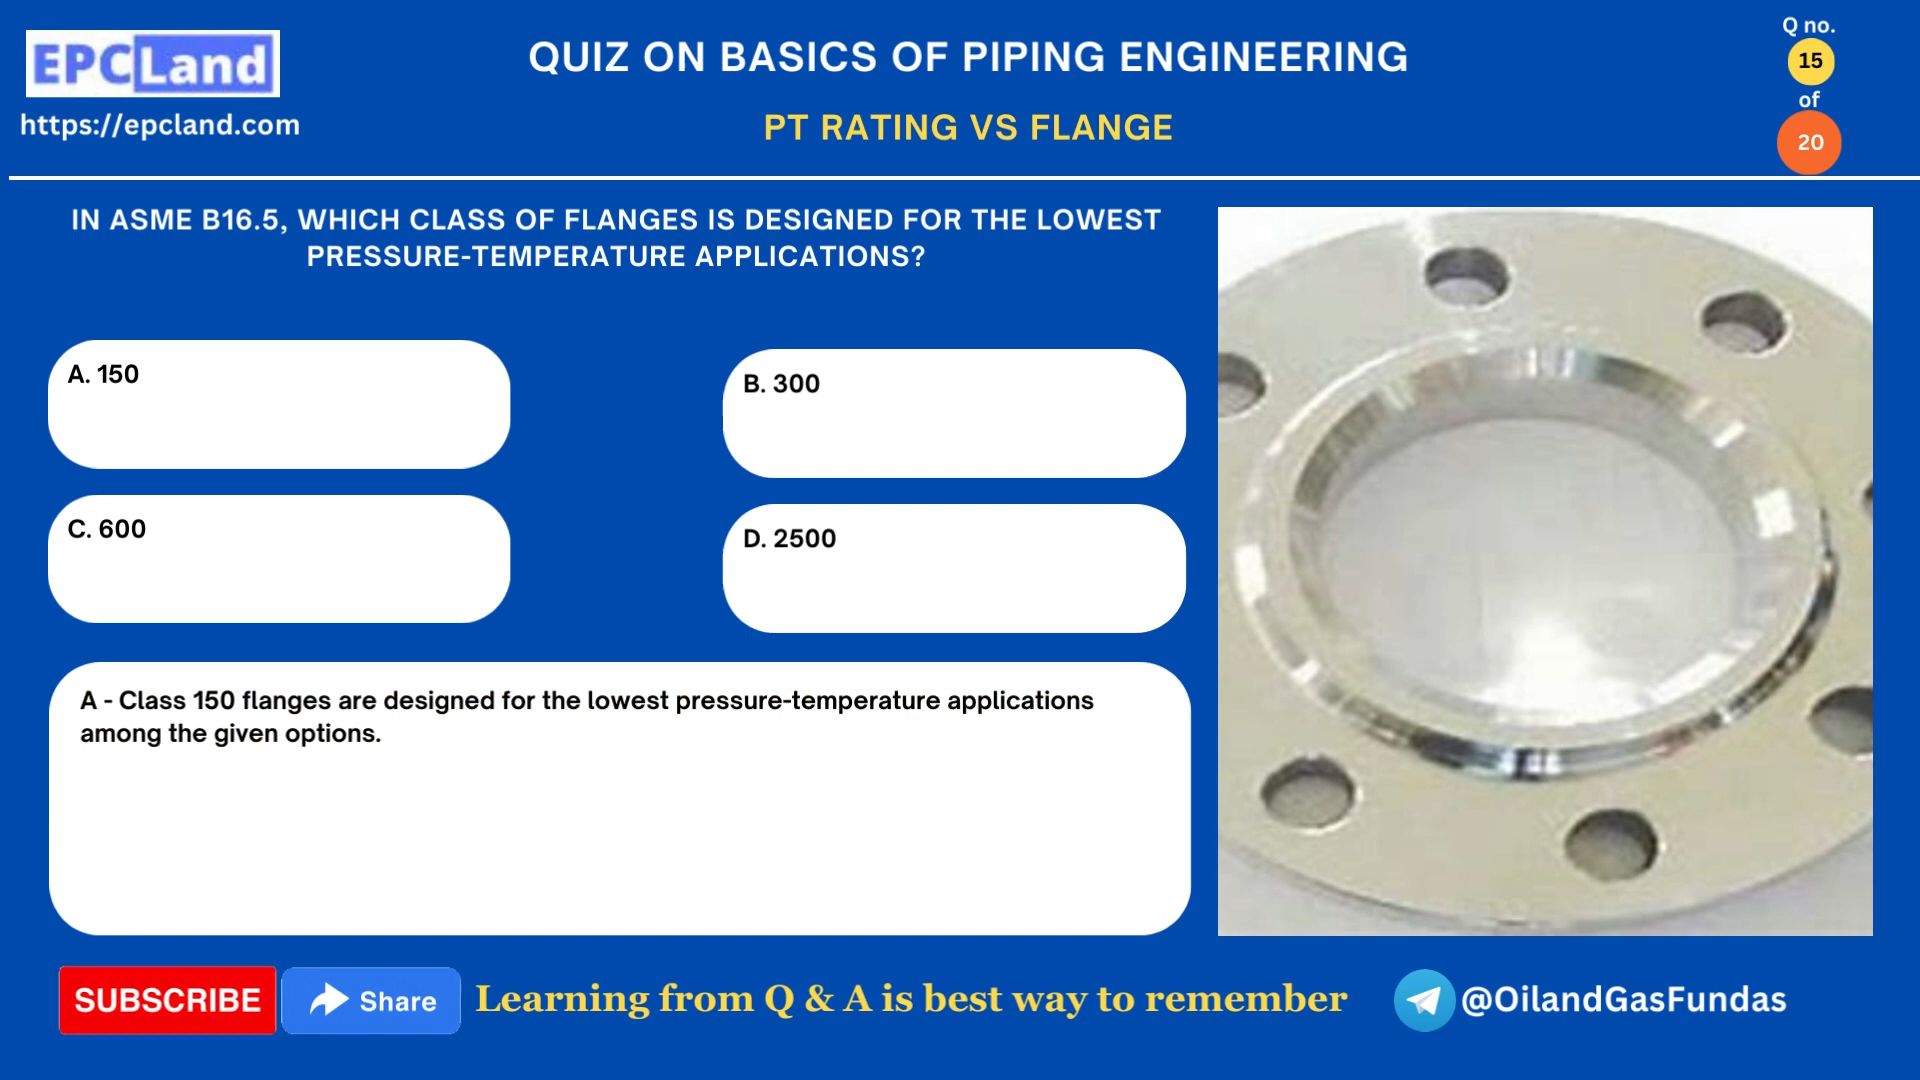 EPCLand
https://epcland.com
QUIZ ON BASICS OF PIPING ENGINEERING
PT RATING VS FLANGE
Q no.
15
of
20
IN ASME B16.5, WHICH CLASS OF FLANGES IS DESIGNED FOR THE LOWEST
PRESSURE-TEMPERATURE APPLICATIONS?
A. 150
B. 300
C. 600
D. 2500
A - Class 150 flanges are designed for the lowest pressure-temperature applications
among the given options.
SUBSCRIBE
Share
Learning from Q & A is best way to remember
@OilandGasFundas